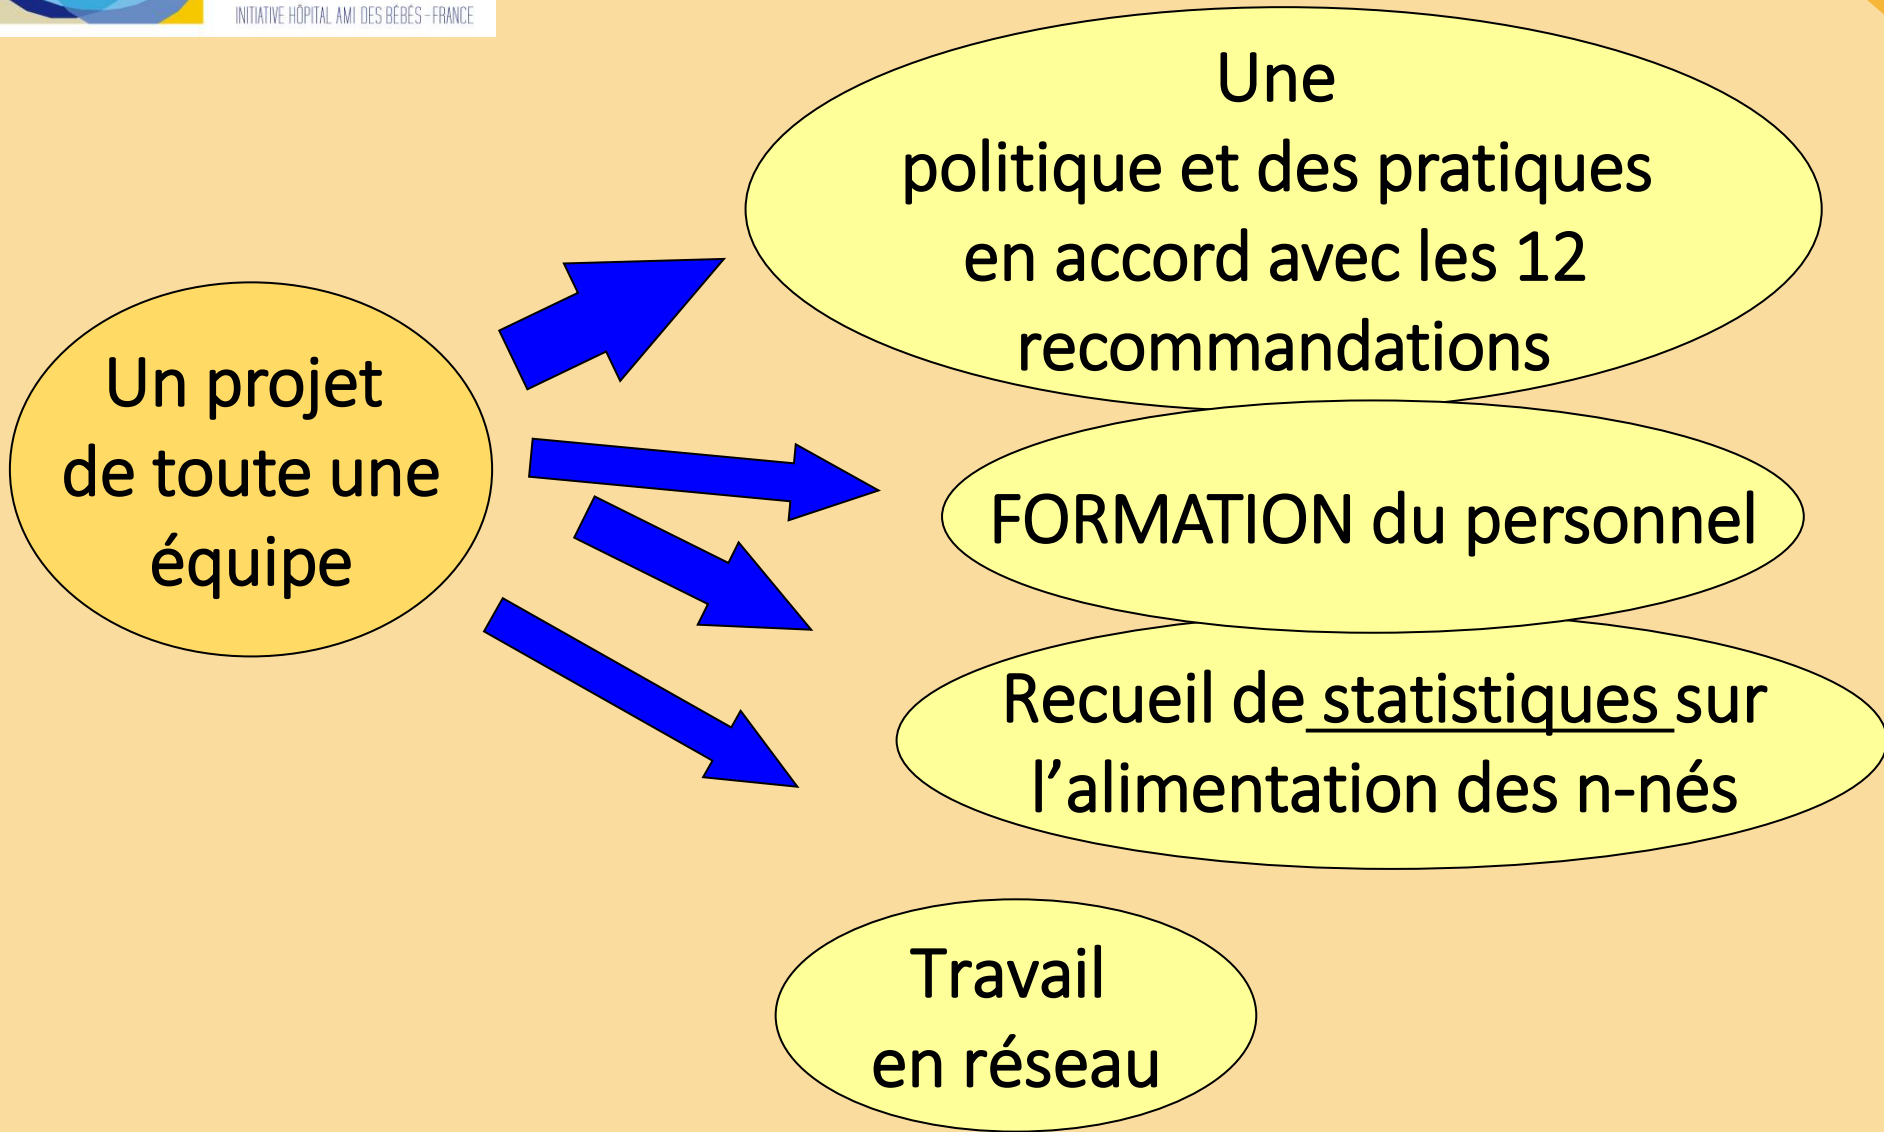 INITIATIVE HÔPITAL AMI DES BÉBÉS – FRANCE
Une
politique et des pratiques
en accord avec les 12
recommandations
Un projet
de toute une
équipe
FORMATION du personnel
Recueil de statistiques sur
l’alimentation des n-nés
Travail
en réseau